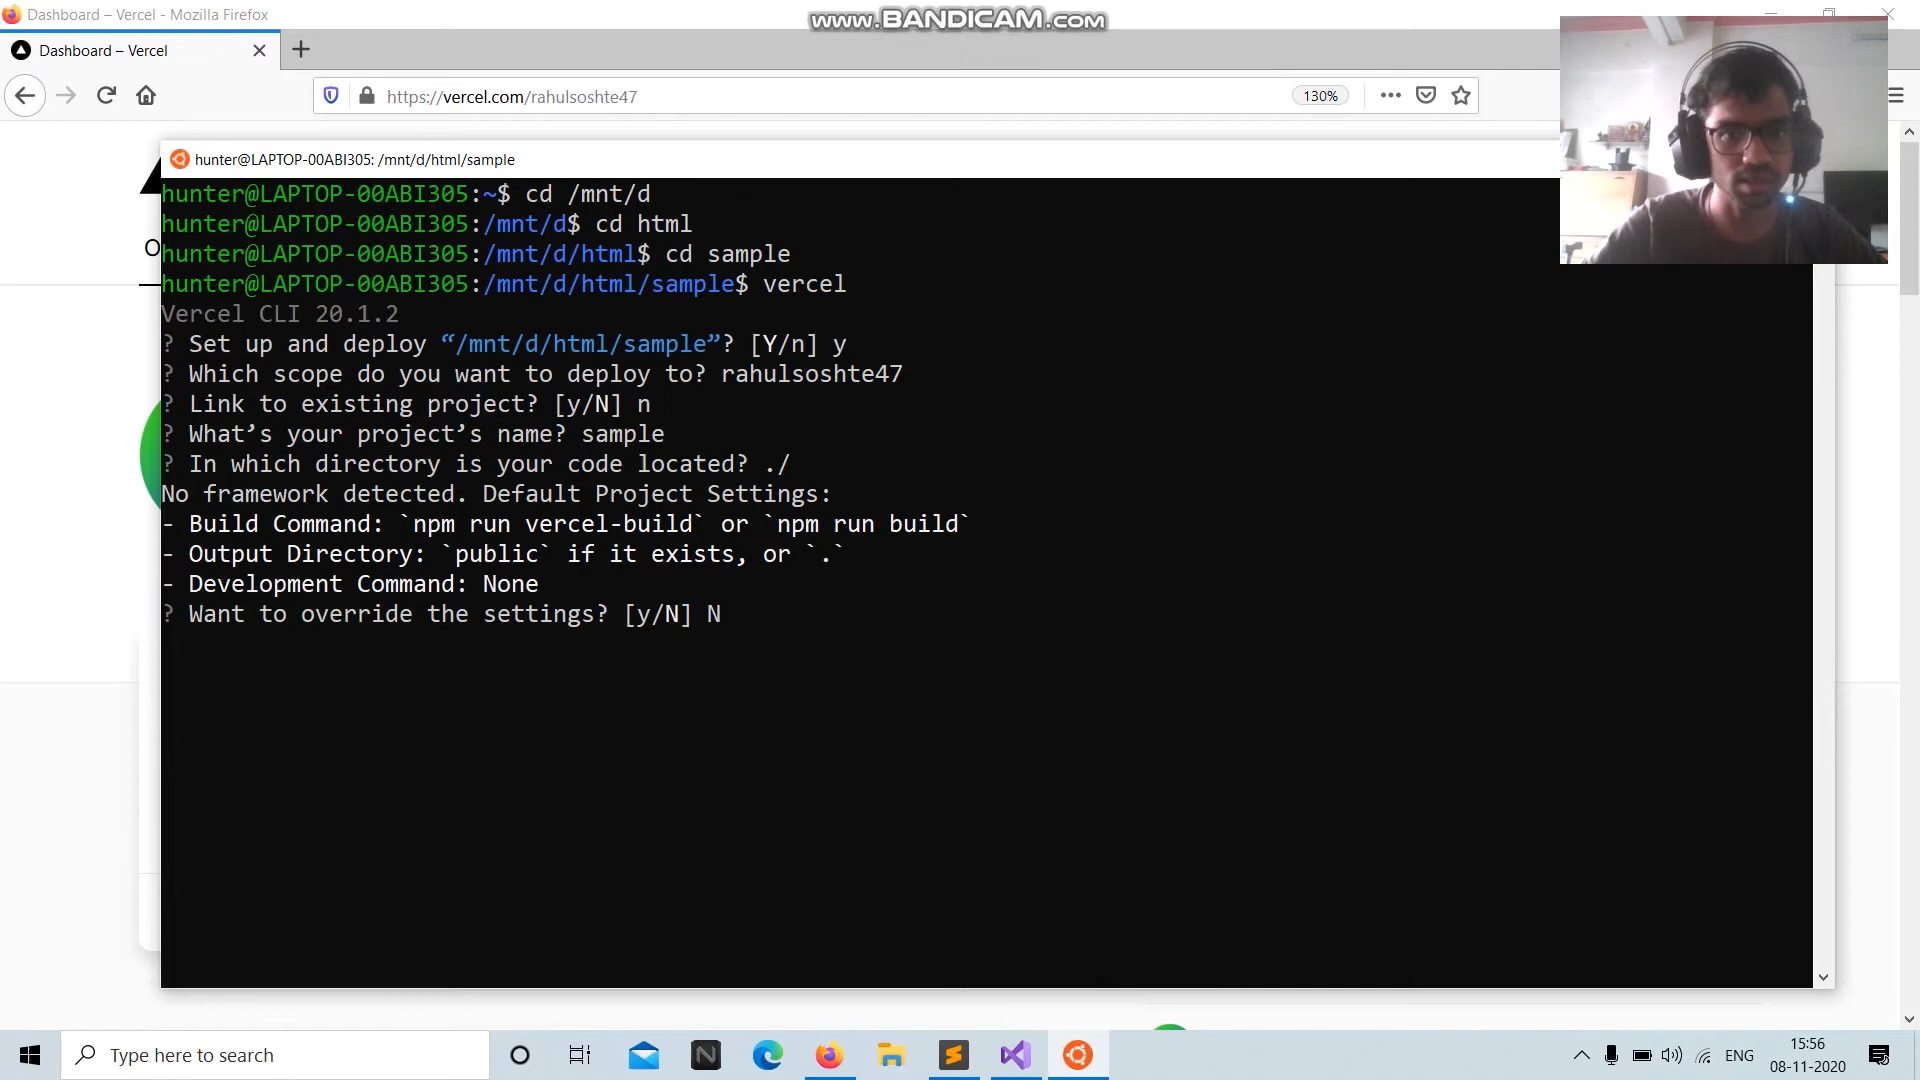 Dashboard – Vercel - Mozilla Firefox
www.BANDICAM.COM
Dashboard – Vercel
https://vercel.com/rahulsoshte47
130%
hunter@LAPTOP-00ABI305: /mnt/d/html/sample
hunter@LAPTOP-00ABI305:~$ cd /mnt/d
hunter@LAPTOP-00ABI305:/mnt/d$ cd html
O
hunter@LAPTOP-00ABI305:/mnt/d/html$ cd sample
hunter@LAPTOP-00ABI305:/mnt/d/html/sample$ vercel
Vercel CLI 20.1.2
? Set up and deploy “/mnt/d/html/sample”? [Y/n] y
? Which scope do you want to deploy to? rahulsoshte47
? Link to existing project? [y/N] n
? What’s your project’s name? sample
? In which directory is your code located? ./
No framework detected. Default Project Settings:
- Build Command: `npm run vercel-build` or `npm run build`
- Output Directory: `public` if it exists, or `.`
- Development Command: None
? Want to override the settings? [y/N] N
Type here to search
N
S
ENG
15:56
08-11-2020